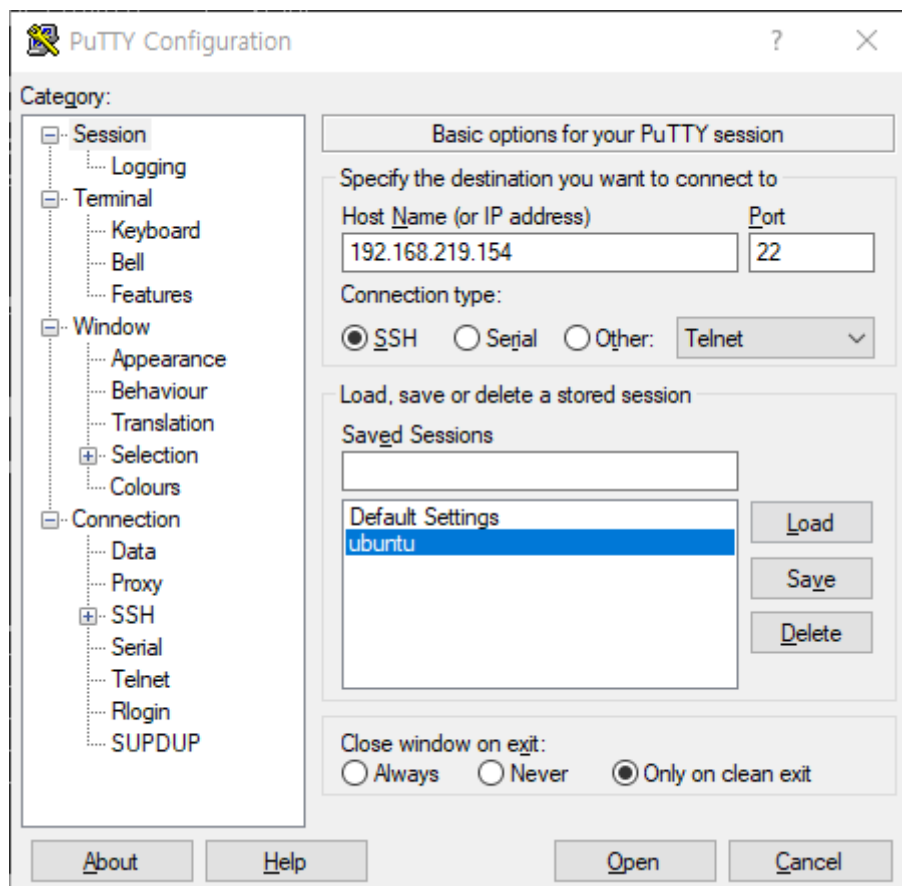 PuTTY Configuration
?
Category:
Session
Logging
Terminal
Keyboard
Bell
Features
Window
Appearance
Behaviour
Translation
Selection
Colours
Connection
Data
Proxy
SSH
Serial
Telnet
Rlogin
SUPDUP
Basic options for your PuTTY session
Specify the destination you want to connect to
Host Name (or IP address) Port
192.168.219.154 22
Connection type:
SSH Serial Other: Telnet
Load, save or delete a stored session
Saved Sessions
Default Settings
ubuntu
Load
Save
Delete
Close window on exit:
Always Never Only on clean exit
About Help Open Cancel